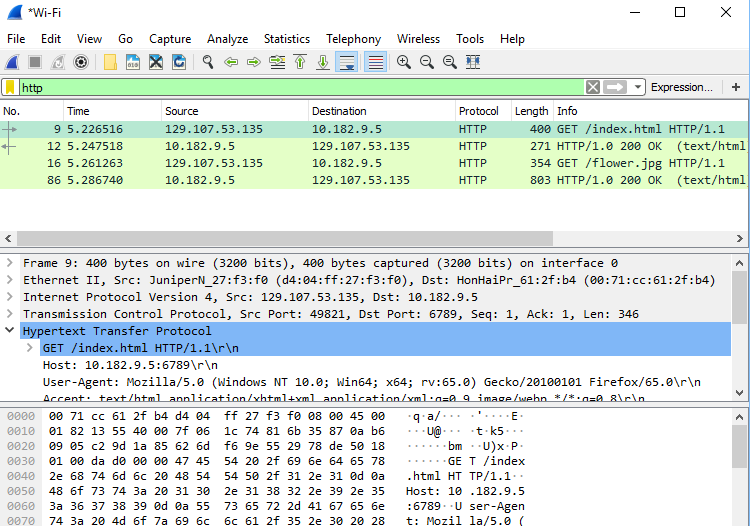 *Wi-Fi
File Edit View Go Capture Analyze Statistics Telephony Wireless Tools Help
http Expression... +
No. Time Source Destination Protocol Length Info
9 5.226516 129.107.53.135 10.182.9.5 HTTP 400 GET /index.html HTTP/1.1
12 5.247518 10.182.9.5 129.107.53.135 HTTP 271 HTTP/1.0 200 OK (text/html
16 5.261263 129.107.53.135 10.182.9.5 HTTP 354 GET /flower.jpg HTTP/1.1
86 5.286740 10.182.9.5 129.107.53.135 HTTP 803 HTTP/1.0 200 OK (text/html
Frame 9: 400 bytes on wire (3200 bits), 400 bytes captured (3200 bits) on interface 0
Ethernet II, Src: JuniperN_27:f3:f0 (d4:04:ff:27:f3:f0), Dst: HonHaiPr_61:2f:b4 (00:71:cc:61:2f:b4)
Internet Protocol Version 4, Src: 129.107.53.135, Dst: 10.182.9.5
Transmission Control Protocol, Src Port: 49821, Dst Port: 6789, Seq: 1, Ack: 1, Len: 346
Hypertext Transfer Protocol
GET /index.html HTTP/1.1\r\n
Host: 10.182.9.5:6789\r\n
User-Agent: Mozilla/5.0 (Windows NT 10.0; Win64; x64; rv:65.0) Gecko/20100101 Firefox/65.0\r\n
Accept: text/html,application/xhtml+xml,application/xml;q=0.9,image/webp,*/*;q=0.8\r\n
0000 00 71 cc 61 2f b4 d4 04 ff 27 f3 f0 08 00 45 00 ·q·a/··· ·'····E·
0010 01 82 13 55 40 00 7f 06 1c 74 81 6b 35 87 0a b6 ···U@··· ·t·k5···
0020 09 05 c2 9d 1a 85 62 6d f6 9e 55 29 78 de 50 18 ······bm ··U)x·P·
0030 01 00 da d0 00 00 47 45 54 20 2f 69 6e 64 65 78 ······GE T /index
0040 2e 68 74 6d 6c 20 48 54 54 50 2f 31 2e 31 0d 0a .html HT TP/1.1··
0050 48 6f 73 74 3a 20 31 30 2e 31 38 32 2e 39 2e 35 Host: 10 .182.9.5
0060 3a 36 37 38 39 0d 0a 55 73 65 72 2d 41 67 65 6e :6789··U ser-Agen
0070 74 3a 20 4d 6f 7a 69 6c 6c 61 2f 35 2e 30 20 28 t: Mozil la/5.0 (